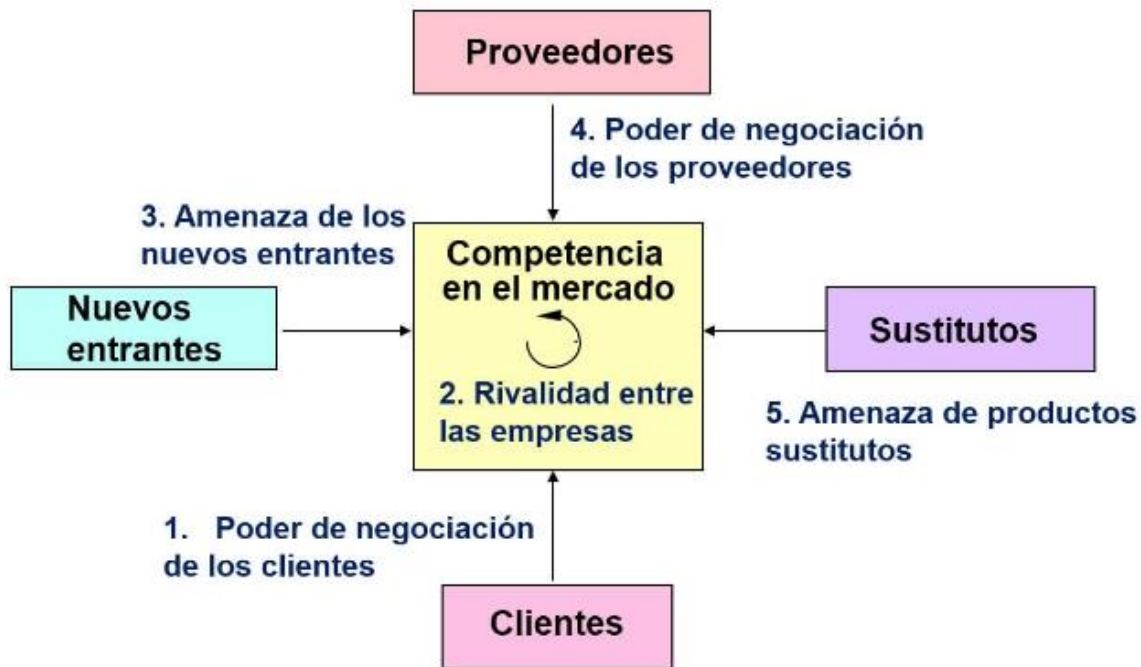 Proveedores
4. Poder de negociación
de los proveedores
3. Amenaza de los
nuevos entrantes
Competencia
en el mercado
Nuevos
entrantes
Sustitutos
2. Rivalidad entre
las empresas
5. Amenaza de productos
sustitutos
1. Poder de negociación
de los clientes
Clientes